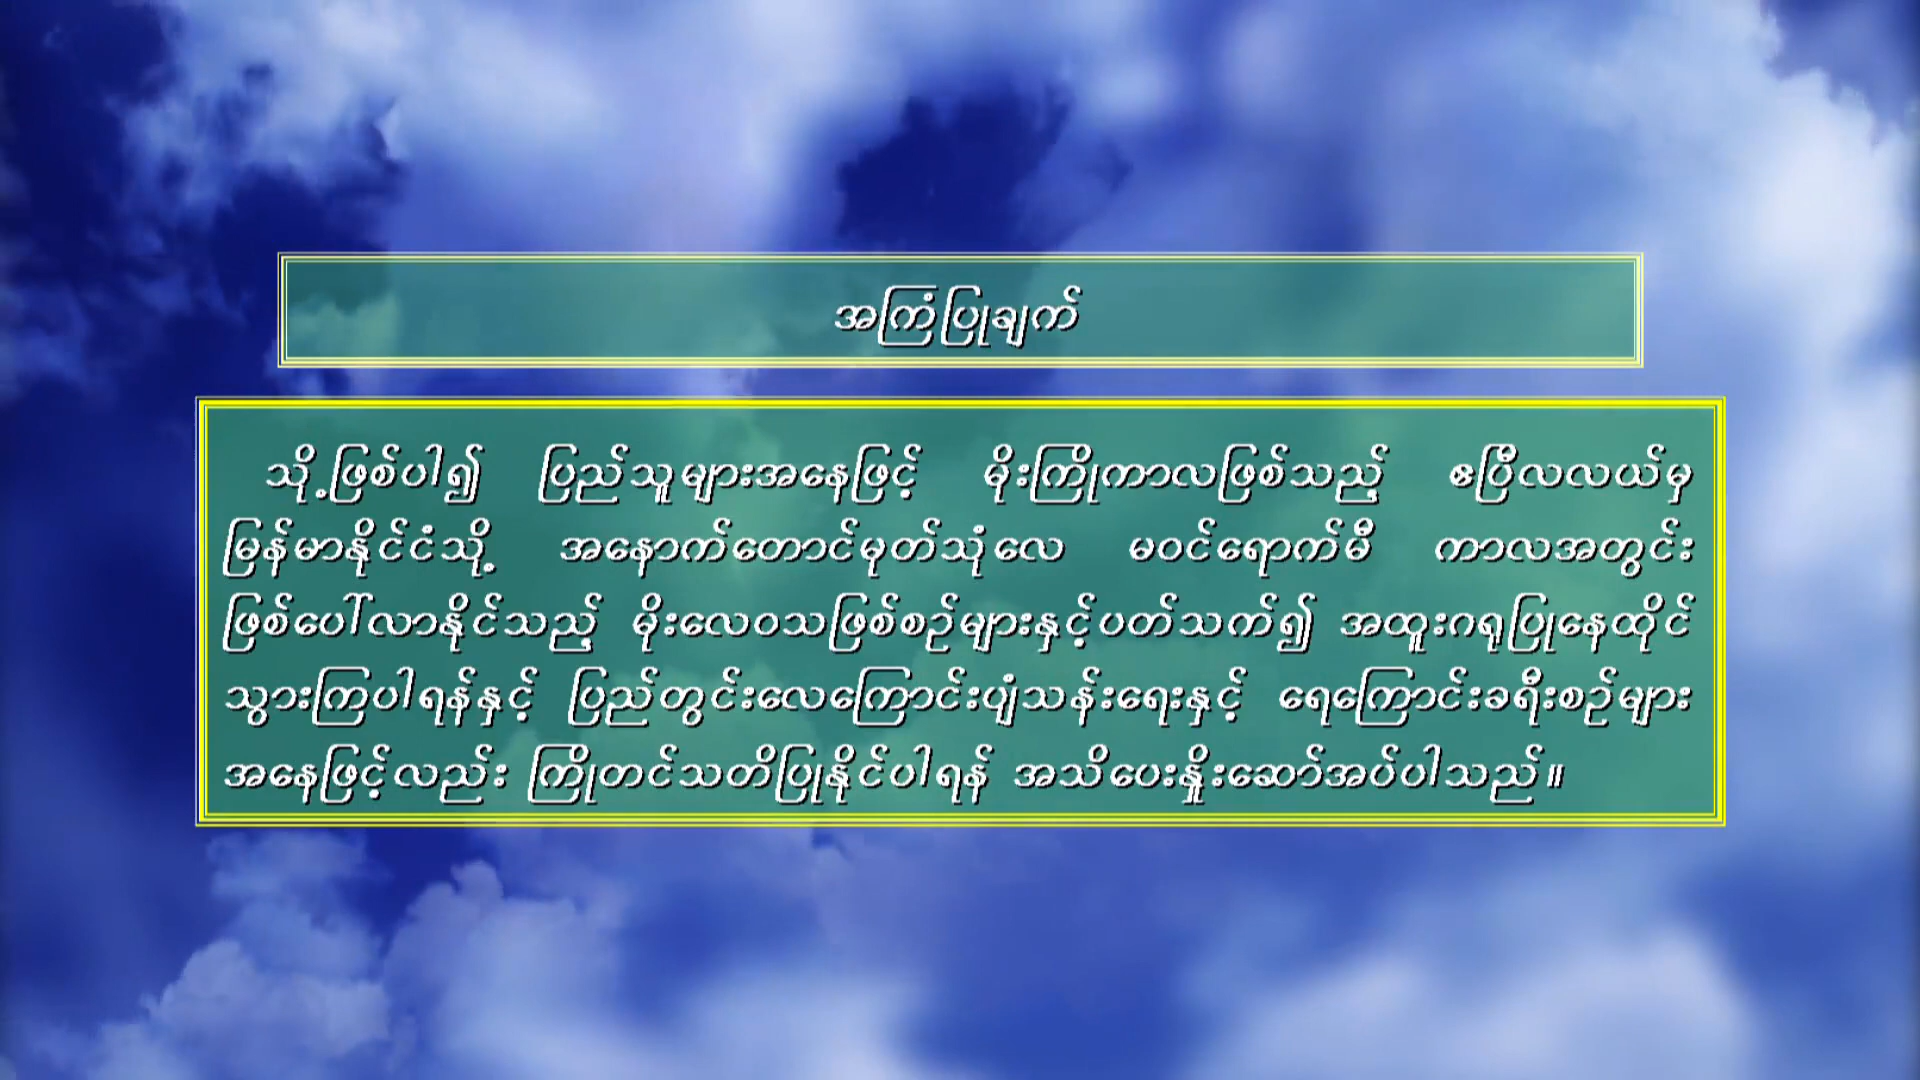 အကြံပြုချက်
သို့ဖြစ်ပါ၍ ပြည်သူများအနေဖြင့် မိုးကြိုကာလဖြစ်သည့် ဧပြီလလယ်မှ
မြန်မာနိုင်ငံသို့ အနောက်တောင်မုတ်သုံလေ မဝင်ရောက်မီ ကာလအတွင်း
ဖြစ်ပေါ်လာနိုင်သည့် မိုးလေဝသဖြစ်စဉ်များနှင့်ပတ်သက်၍ အထူးဂရုပြုနေထိုင်
သွားကြပါရန်နှင့် ပြည်တွင်းလေကြောင်းပျံသန်းရေးနှင့် ရေကြောင်းခရီးစဉ်များ
အနေဖြင့်လည်း ကြိုတင်သတိပြုနိုင်ပါရန် အသိပေးနှိုးဆော်အပ်ပါသည်။